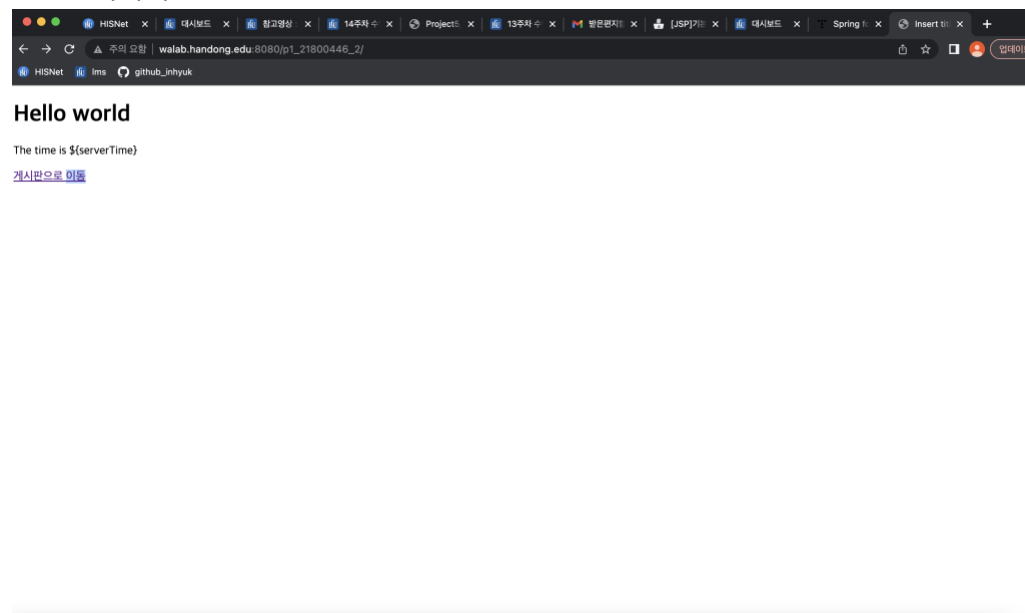 HISNet
대시보드
참고영상 :
14주차 수
Project5
13주차 수
받은편지
[JSP]기
대시보드
Spring fo
Insert tit
주의 요함 | walab.handong.edu:8080/p1_21800446_2/
업데이
HISNet lms github_inhyuk
Hello world
The time is ${serverTime}
게시판으로 이동